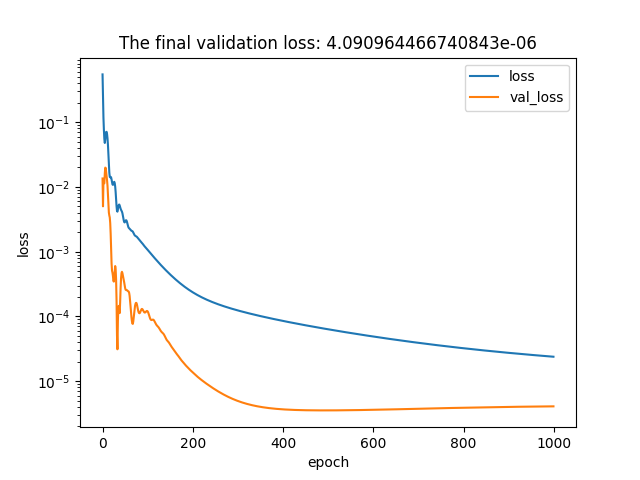 The final validation loss: 4.090964466740843e-06
loss
val_loss
10⁻¹
10⁻²
10⁻³
10⁻⁴
10⁻⁵
loss
0 200 400 600 800 1000
epoch